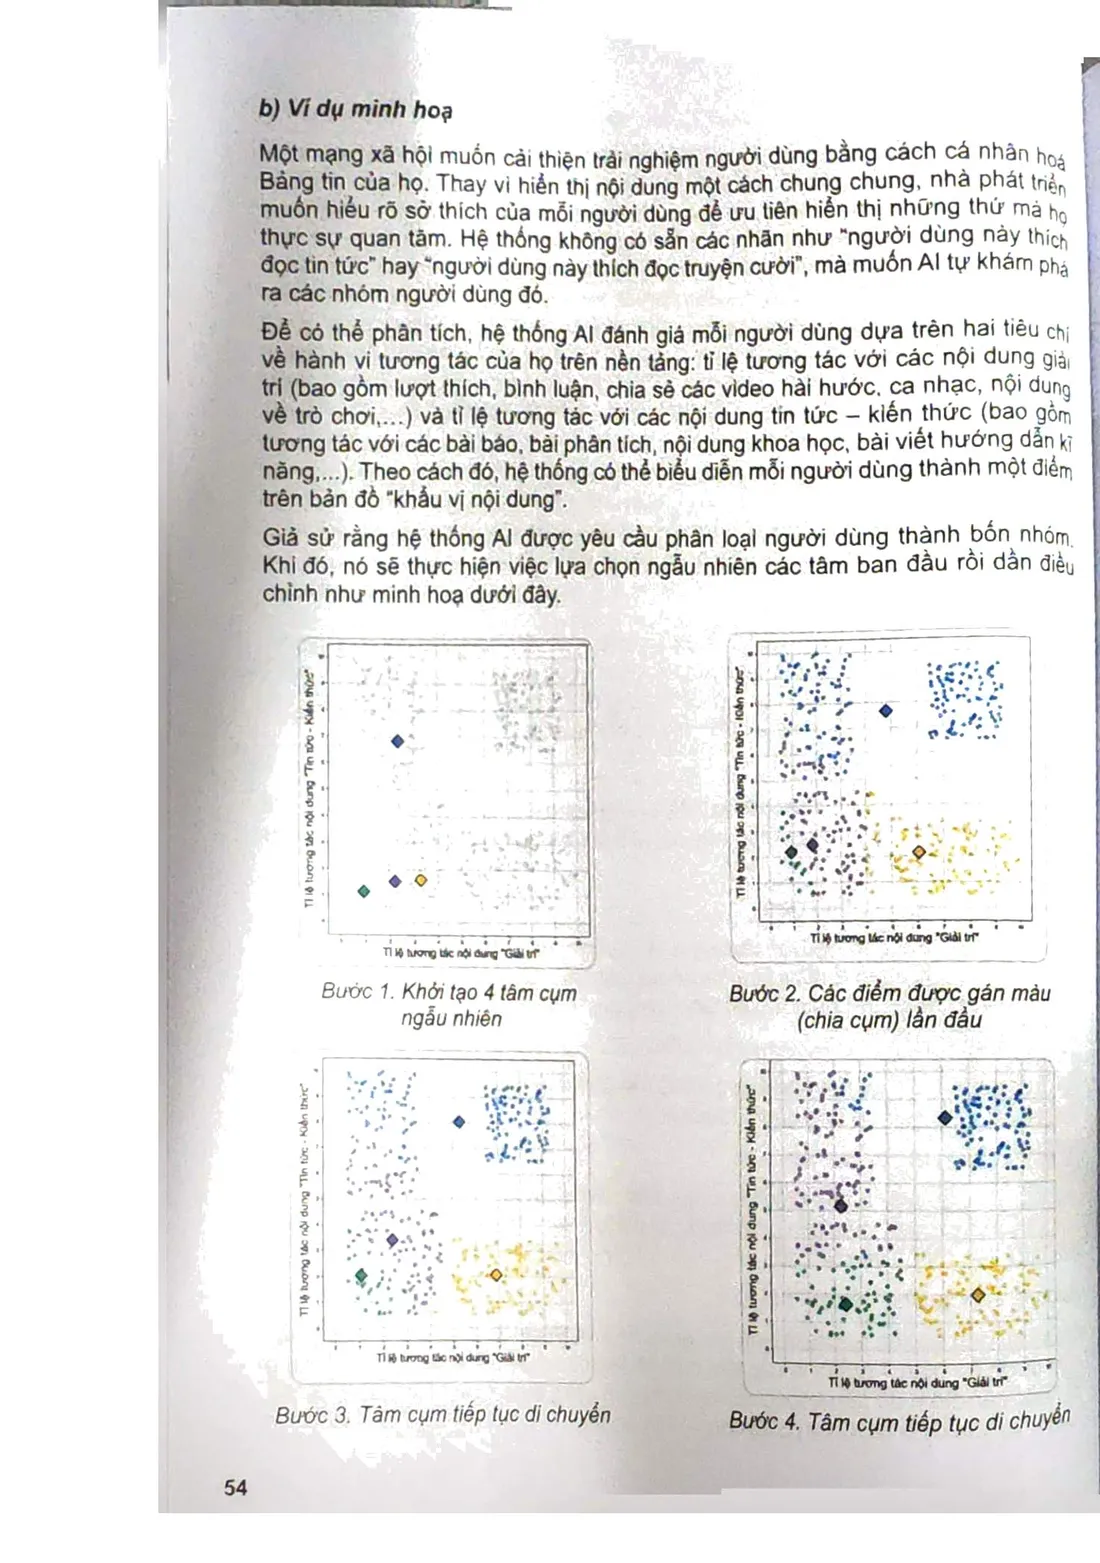 b) Ví dụ minh hoạ
Một mạng xã hội muốn cải thiện trải nghiệm người dùng bằng cách cá nhân hoá
Bảng tin của họ. Thay vì hiển thị nội dung một cách chung chung, nhà phát triển
muốn hiểu rõ sở thích của mỗi người dùng để ưu tiên hiển thị những thứ mà họ
thực sự quan tâm. Hệ thống không có sẵn các nhãn như "người dùng này thích
đọc tin tức" hay "người dùng này thích đọc truyện cười", mà muốn AI tự khám phá
ra các nhóm người dùng đó.
Để có thể phân tích, hệ thống AI đánh giá mỗi người dùng dựa trên hai tiêu chí
về hành vi tương tác của họ trên nền tảng: tỉ lệ tương tác với các nội dung giải
trí (bao gồm lượt thích, bình luận, chia sẻ các video hài hước, ca nhạc, nội dung
về trò chơi,...) và tỉ lệ tương tác với các nội dung tin tức – kiến thức (bao gồm
tương tác với các bài báo, bài phân tích, nội dung khoa học, bài viết hướng dẫn kĩ
năng,...). Theo cách đó, hệ thống có thể biểu diễn mỗi người dùng thành một điểm
trên bản đồ "khẩu vị nội dung".
Giả sử rằng hệ thống AI được yêu cầu phân loại người dùng thành bốn nhóm.
Khi đó, nó sẽ thực hiện việc lựa chọn ngẫu nhiên các tâm ban đầu rồi dần điều
chỉnh như minh hoạ dưới đây.
Tỉ lệ tương tác nội dung "Tin tức - Kiến thức"
Tỉ lệ tương tác nội dung "Giải trí"
Bước 1. Khởi tạo 4 tâm cụm
ngẫu nhiên
Tỉ lệ tương tác nội dung "Tin tức - Kiến thức"
Tỉ lệ tương tác nội dung "Giải trí"
Bước 2. Các điểm được gán màu
(chia cụm) lần đầu
Tỉ lệ tương tác nội dung "Tin tức - Kiến thức"
Tỉ lệ tương tác nội dung "Giải trí"
Bước 3. Tâm cụm tiếp tục di chuyển
Tỉ lệ tương tác nội dung "Tin tức - Kiến thức"
Tỉ lệ tương tác nội dung "Giải trí"
Bước 4. Tâm cụm tiếp tục di chuyển
54